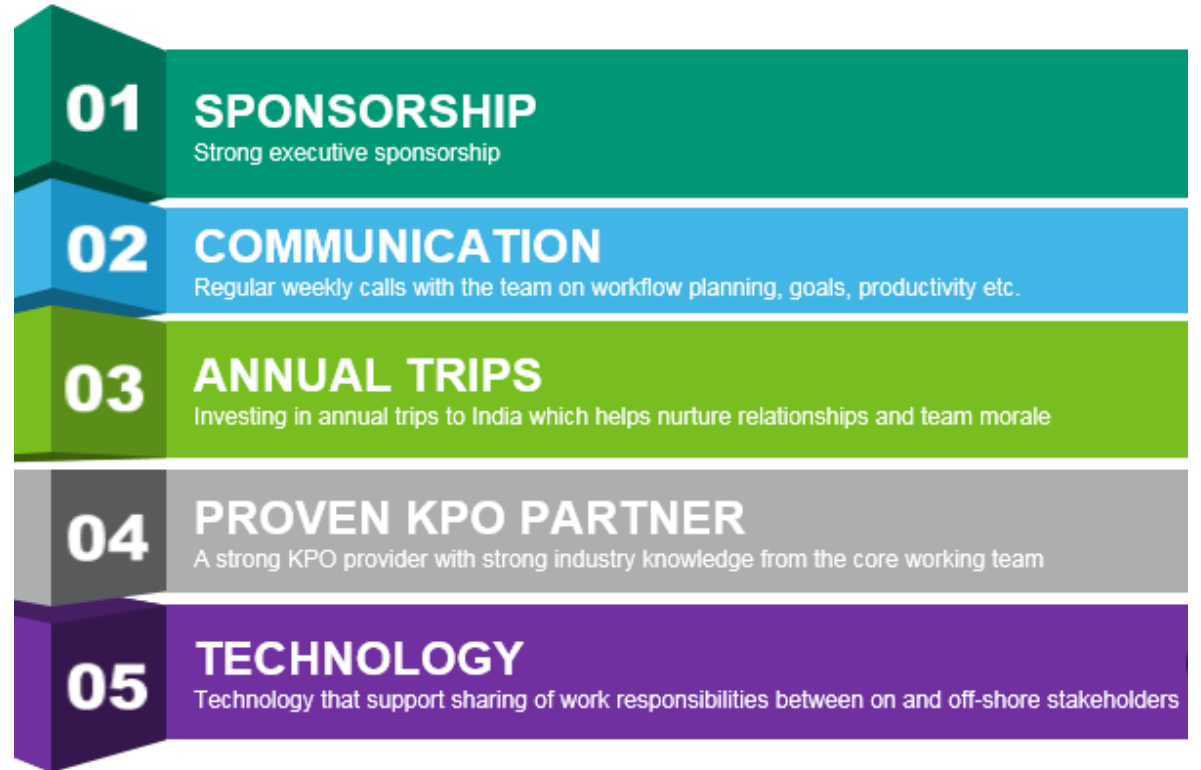 01
SPONSORSHIP
Strong executive sponsorship
02
COMMUNICATION
Regular weekly calls with the team on workflow planning, goals, productivity etc.
03
ANNUAL TRIPS
Investing in annual trips to India which helps nurture relationships and team morale
04
PROVEN KPO PARTNER
A strong KPO provider with strong industry knowledge from the core working team
05
TECHNOLOGY
Technology that support sharing of work responsibilities between on and off-shore stakeholders